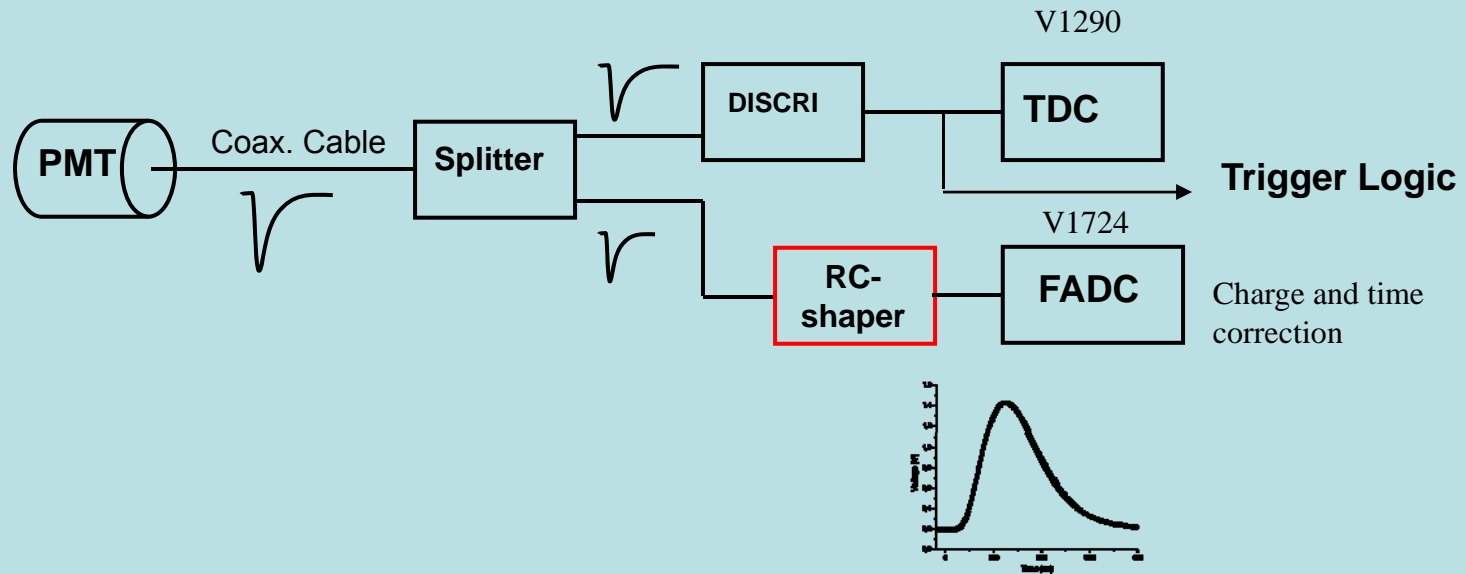 V1290
PMT
Coax. Cable
Splitter
DISCRI
TDC
Trigger Logic
V1724
RC-
shaper
FADC
Charge and time
correction